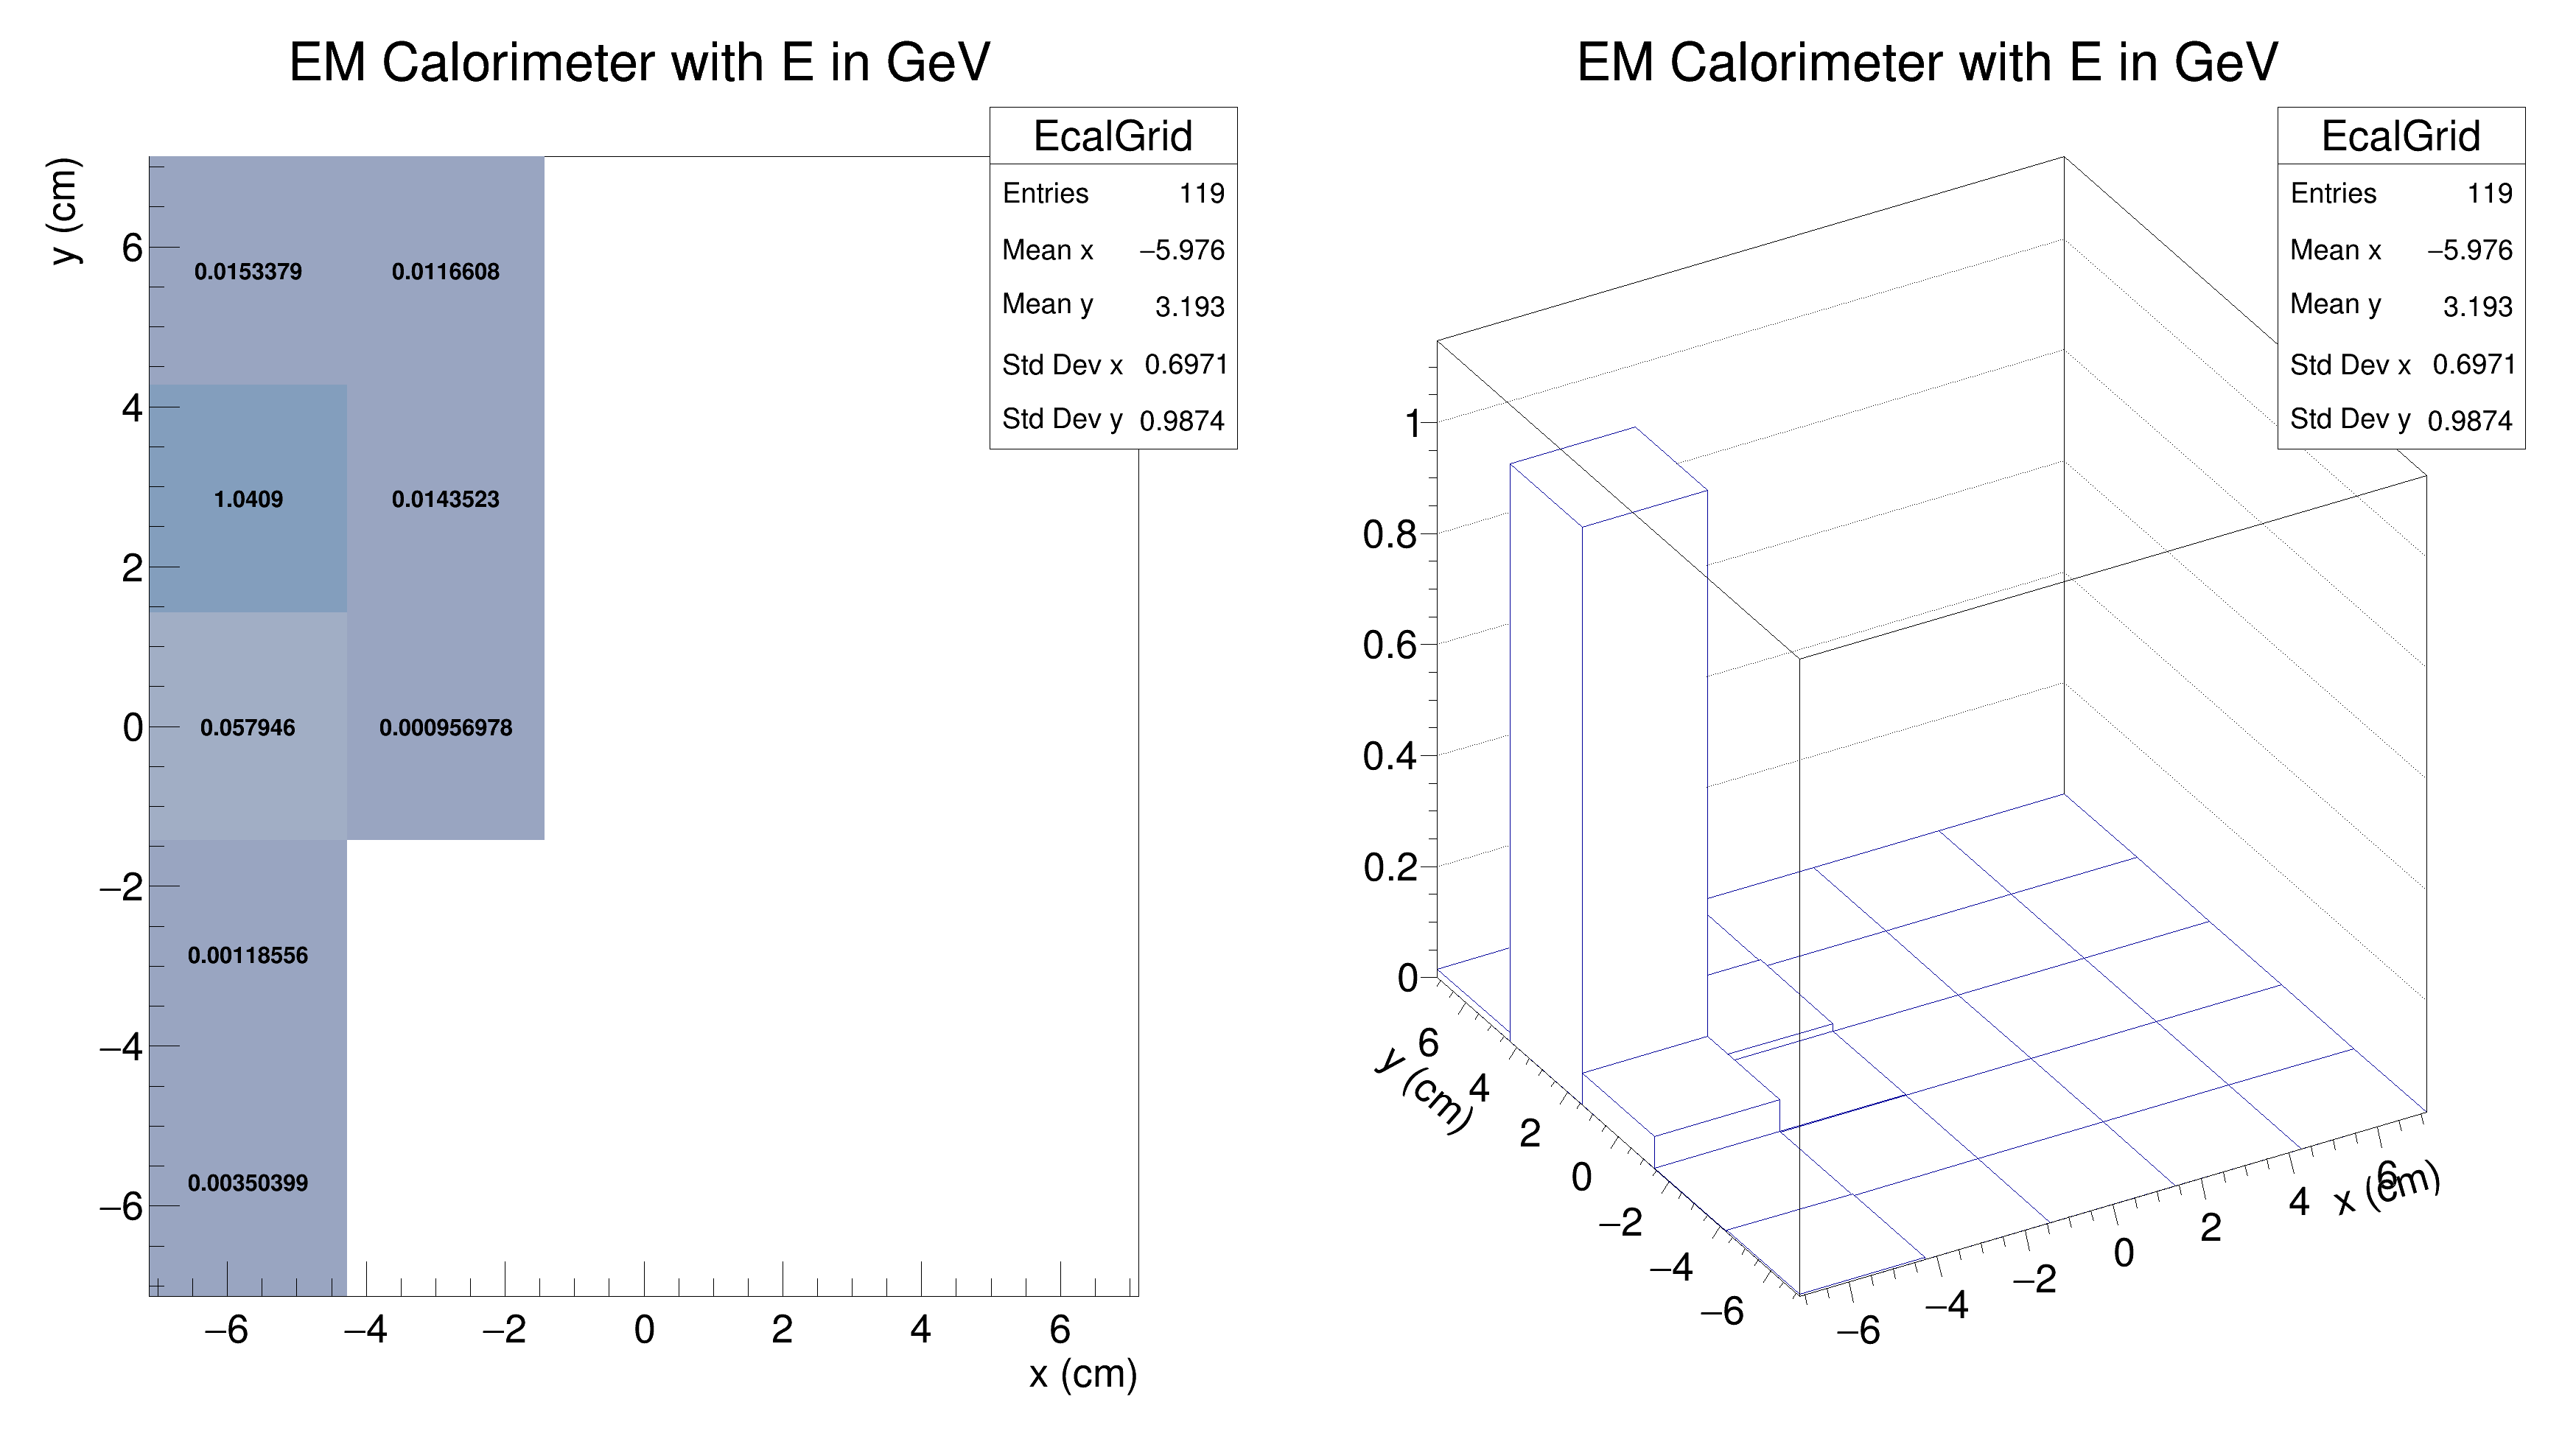 EM Calorimeter with E in GeV
EcalGrid
Entries 119
Mean x −5.976
Mean y 3.193
Std Dev x 0.6971
Std Dev y 0.9874
y (cm)
6
4
2
0
−2
−4
−6
0.0153379 0.0116608
1.0409 0.0143523
0.057946 0.000956978
0.00118556
0.00350399
−6 −4 −2 0 2 4 6
x (cm)
EM Calorimeter with E in GeV
EcalGrid
Entries 119
Mean x −5.976
Mean y 3.193
Std Dev x 0.6971
Std Dev y 0.9874
1
0.8
0.6
0.4
0.2
0
6
4
2
0
−2
−4
−6
y (cm)
−6
−4
−2
0
2
4
6
x (cm)